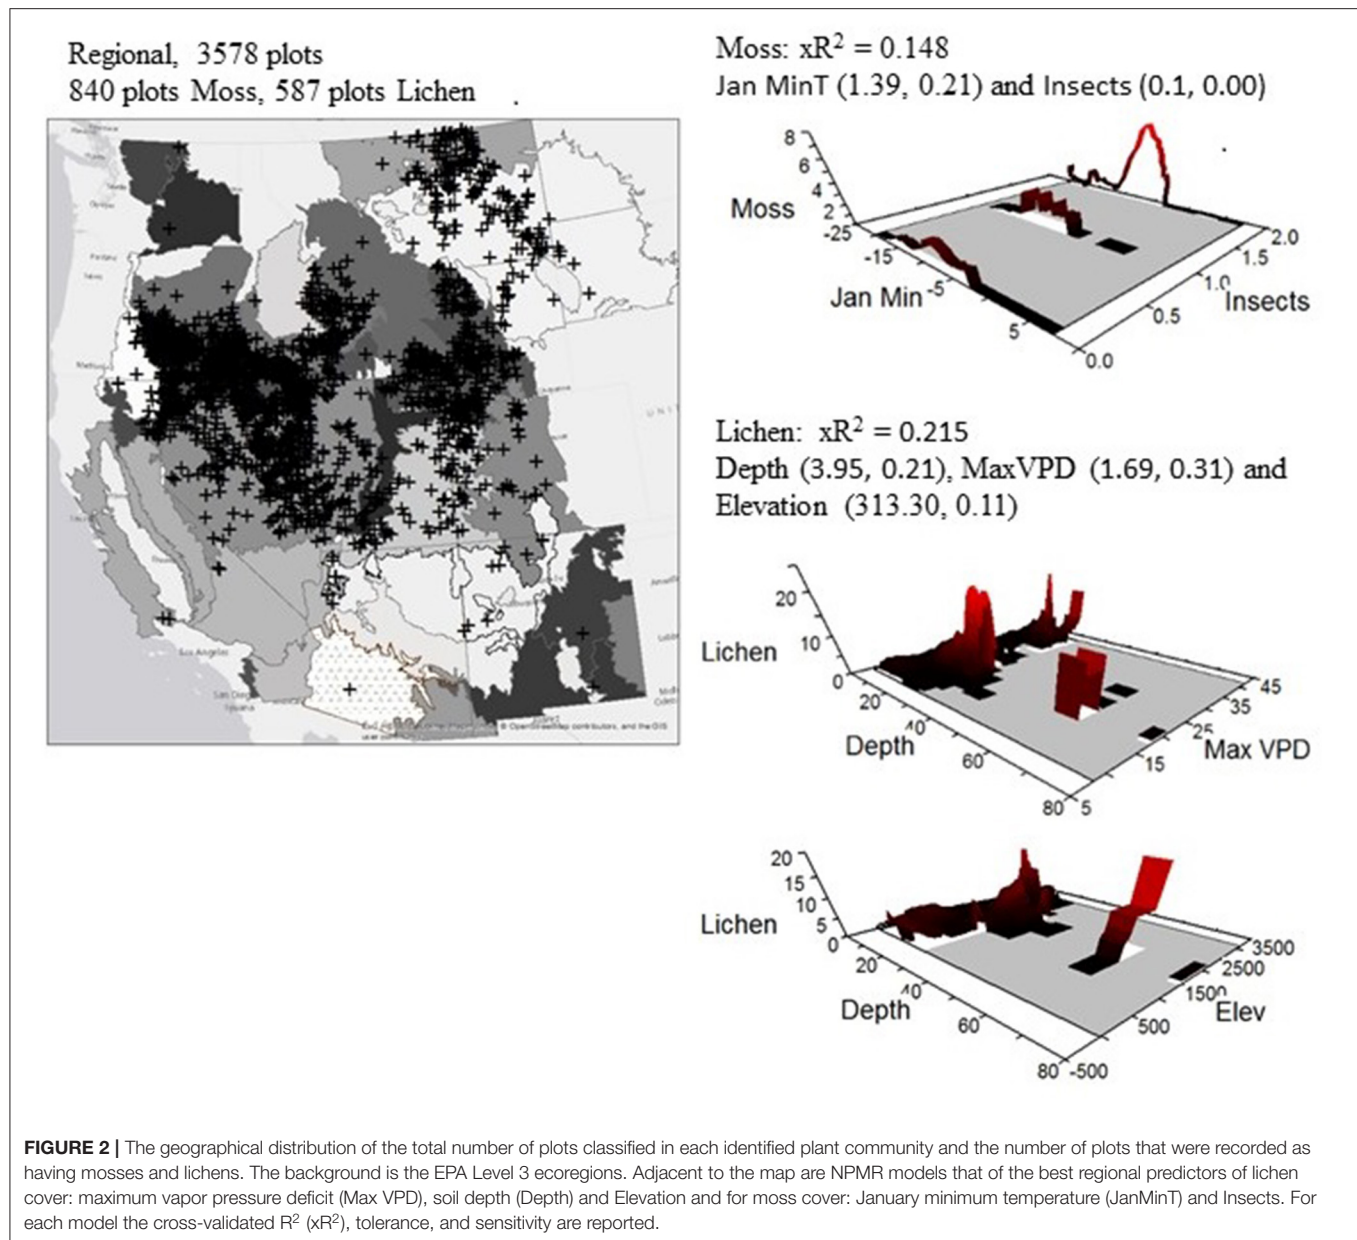 Regional, 3578 plots
840 plots Moss, 587 plots Lichen
Los Angeles
Moss: xR² = 0.148
Jan MinT (1.39, 0.21) and Insects (0.1, 0.00)
8
6
4
2
Moss
-25
-15
-5
5
Jan Min
2.0
1.5
1.0
0.5
0.0
Insects
Lichen: xR² = 0.215
Depth (3.95, 0.21), MaxVPD (1.69, 0.31) and
Elevation (313.30, 0.11)
20
10
0
Lichen
20
40
60
80
Depth
45
35
25
15
5
Max VPD
20
15
10
5
0
Lichen
20
40
60
80
Depth
3500
2500
1500
500
-500
Elev
FIGURE 2 | The geographical distribution of the total number of plots classified in each identified plant community and the number of plots that were recorded as
having mosses and lichens. The background is the EPA Level 3 ecoregions. Adjacent to the map are NPMR models that of the best regional predictors of lichen
cover: maximum vapor pressure deficit (Max VPD), soil depth (Depth) and Elevation and for moss cover: January minimum temperature (JanMinT) and Insects. For
each model the cross-validated R² (xR²), tolerance, and sensitivity are reported.